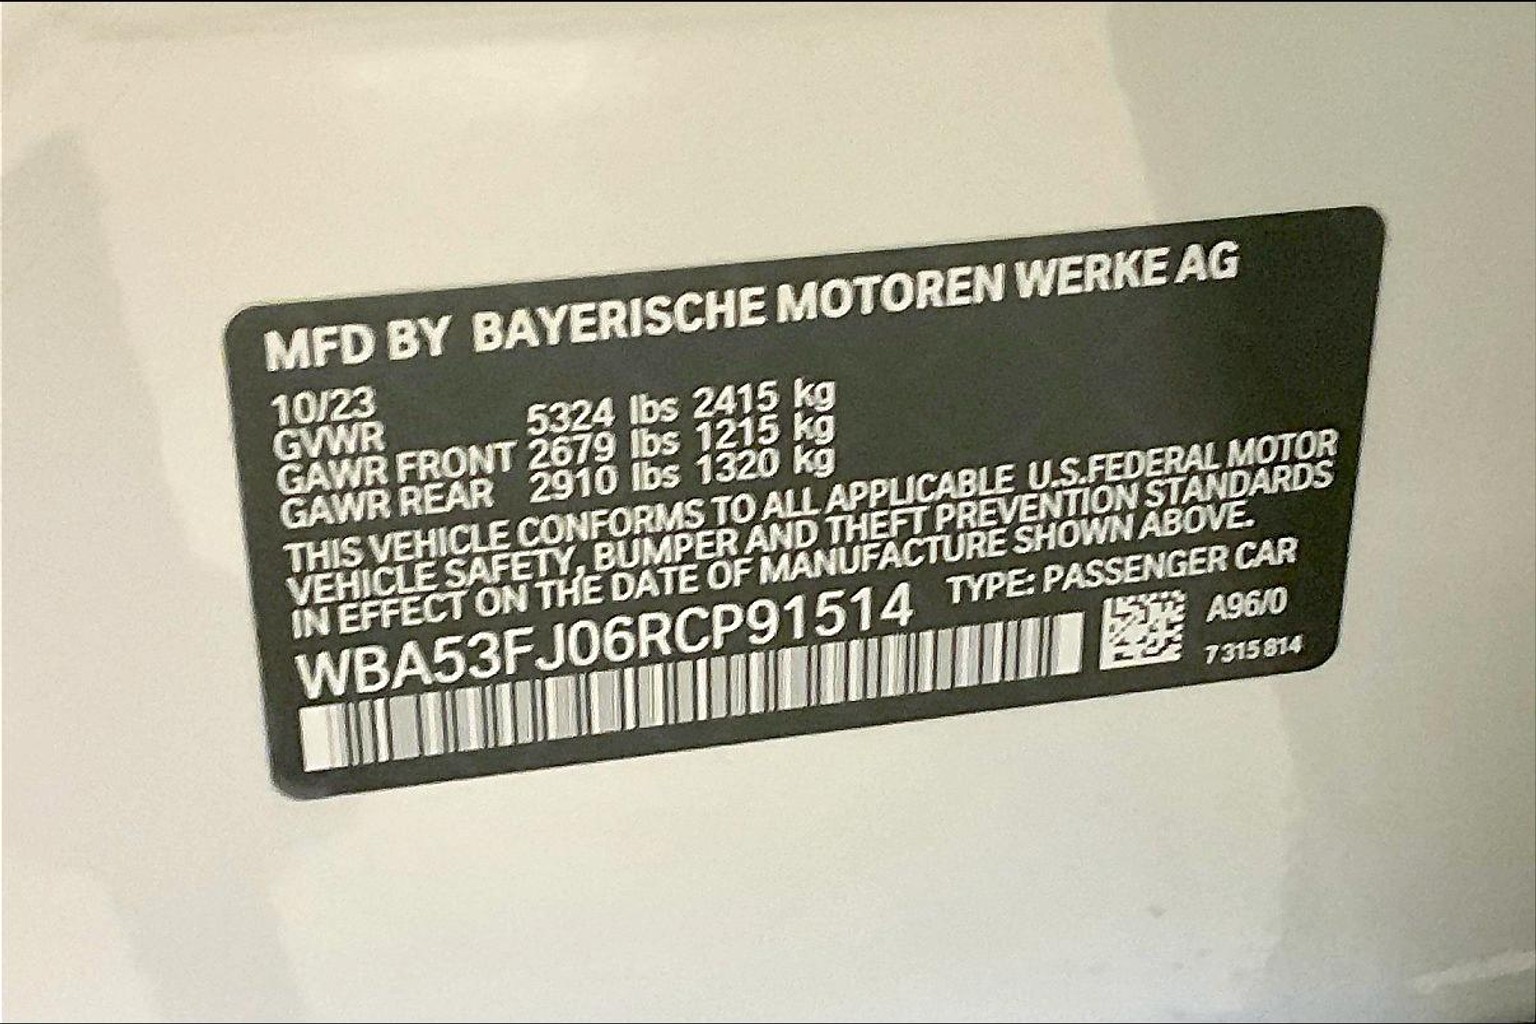 MFD BY BAYERISCHE MOTOREN WERKE AG
10/23
GVWR 5324 lbs 2415 kg
GAWR FRONT 2679 lbs 1215 kg
GAWR REAR 2910 lbs 1320 kg
THIS VEHICLE CONFORMS TO ALL APPLICABLE U.S.FEDERAL MOTOR
VEHICLE SAFETY, BUMPER AND THEFT PREVENTION STANDARDS
IN EFFECT ON THE DATE OF MANUFACTURE SHOWN ABOVE.
WBA53FJ06RCP91514 TYPE: PASSENGER CAR
A96/0
7 315 814